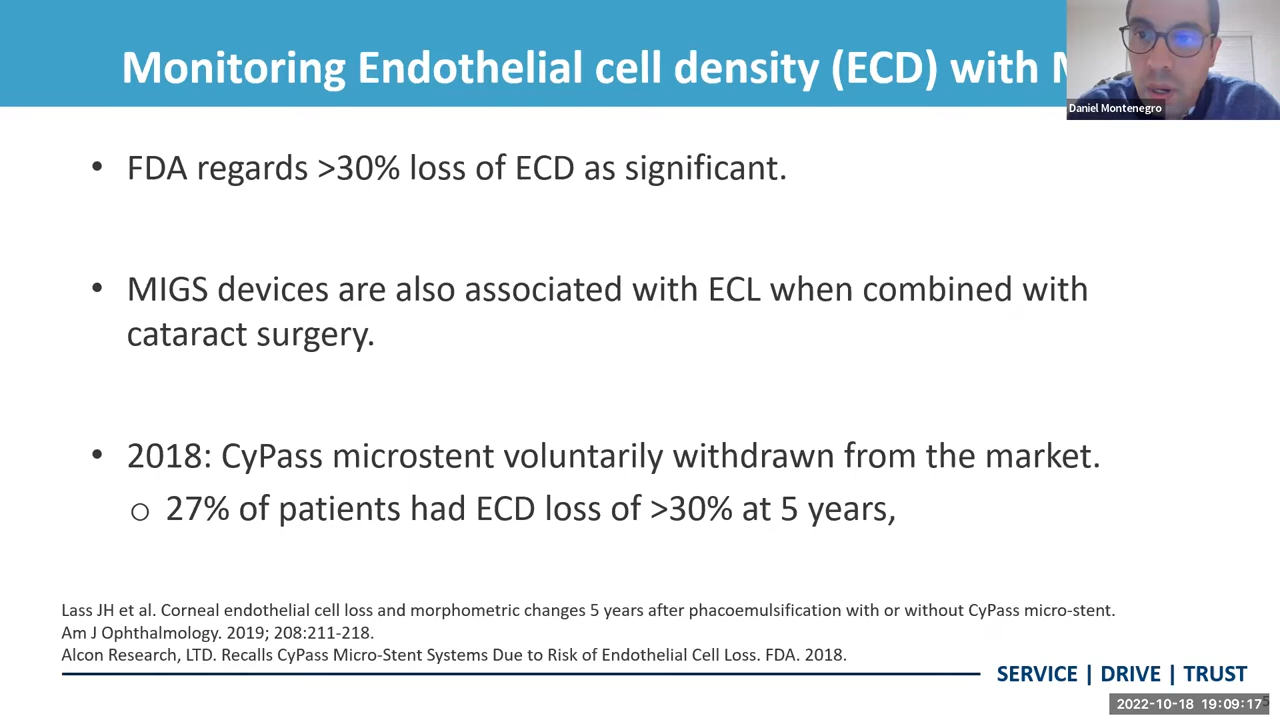 Monitoring Endothelial cell density (ECD) with
Daniel Montenegro
• FDA regards >30% loss of ECD as significant.
• MIGS devices are also associated with ECL when combined with
cataract surgery.
• 2018: CyPass microstent voluntarily withdrawn from the market.
o 27% of patients had ECD loss of >30% at 5 years,
Lass JH et al. Corneal endothelial cell loss and morphometric changes 5 years after phacoemulsification with or without CyPass micro-stent.
Am J Ophthalmology. 2019; 208:211-218.
Alcon Research, LTD. Recalls CyPass Micro-Stent Systems Due to Risk of Endothelial Cell Loss. FDA. 2018.
SERVICE | DRIVE | TRUST
2022-10-18 19:09:17
5